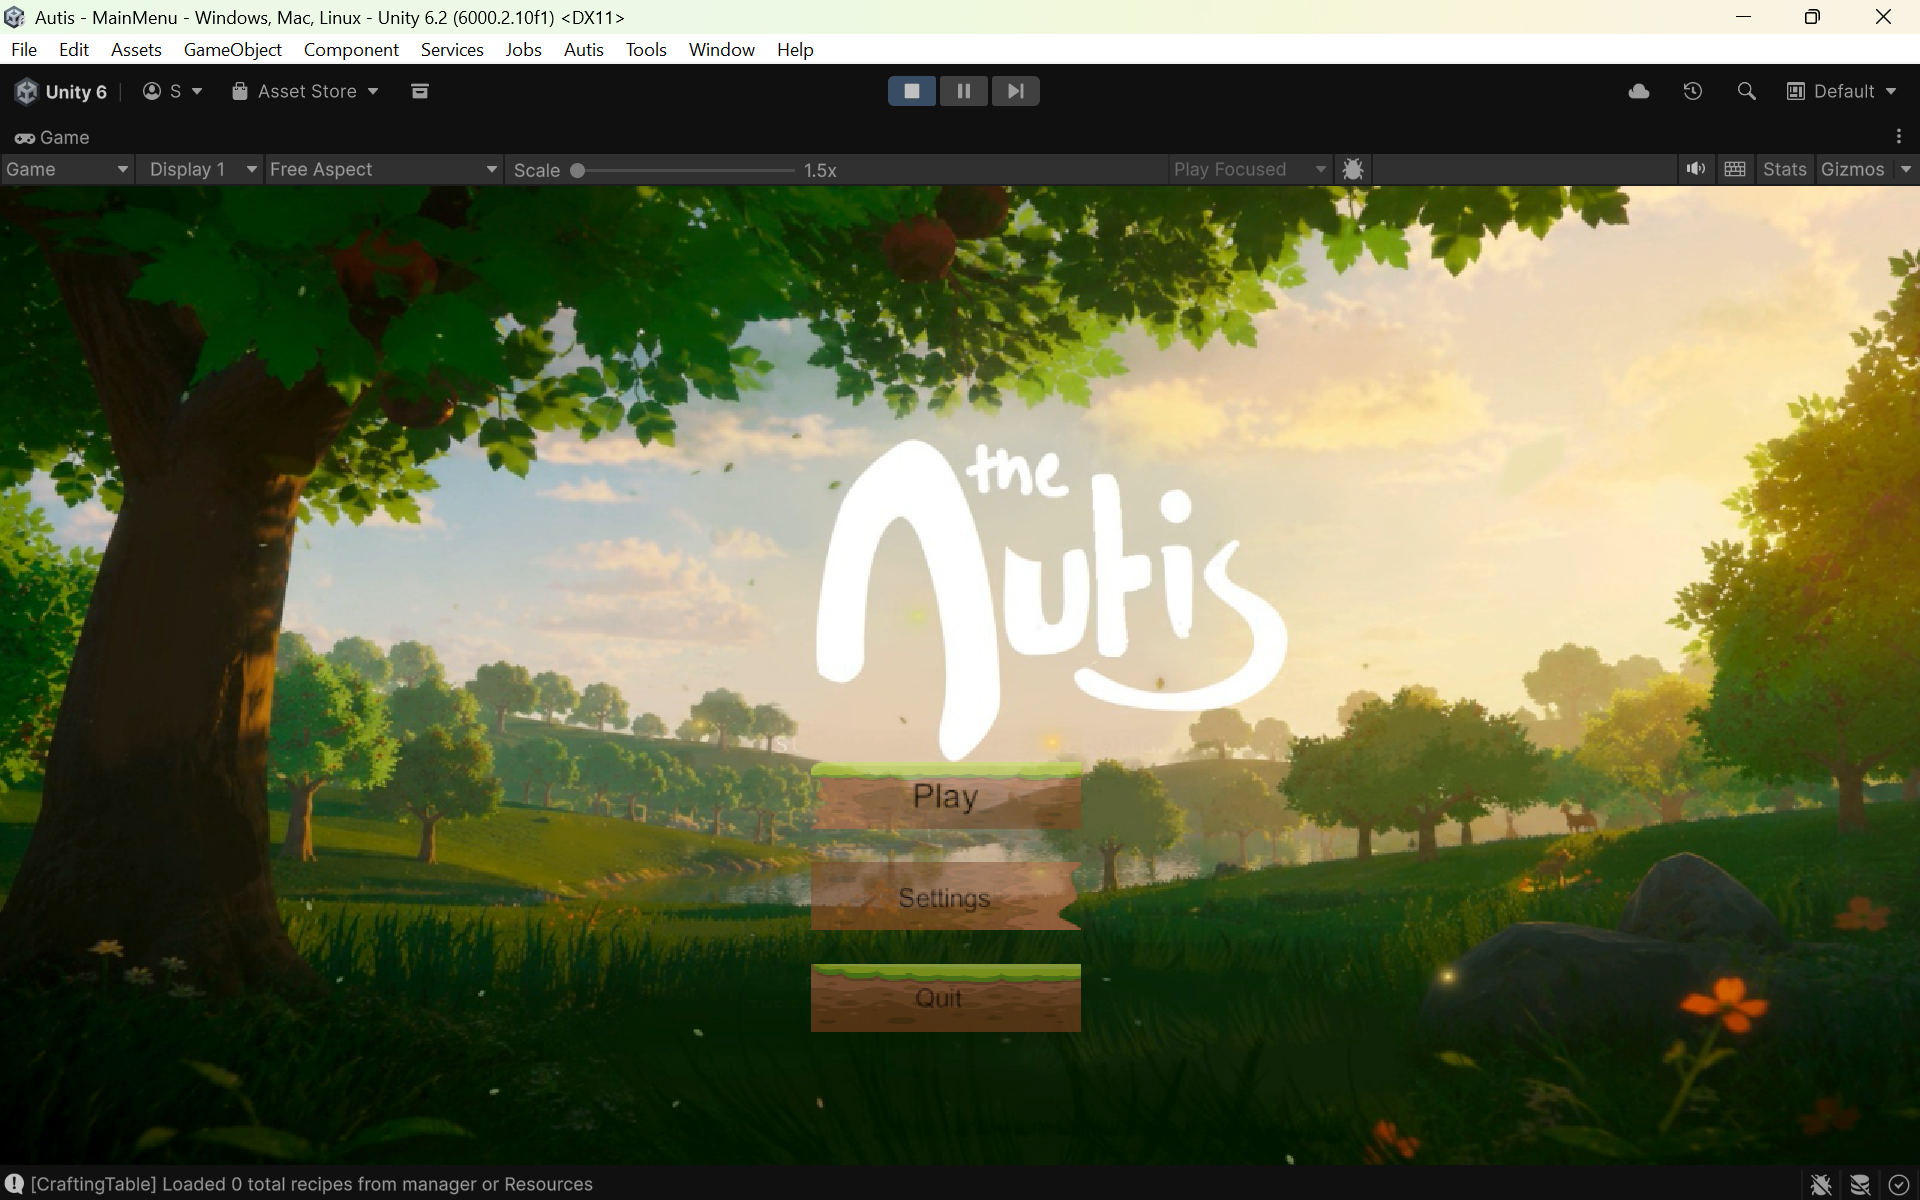 Autis - MainMenu - Windows, Mac, Linux - Unity 6.2 (6000.2.10f1) <DX11>
File Edit Assets GameObject Component Services Jobs Autis Tools Window Help
Unity 6 S Asset Store Default
Game
Game Display 1 Free Aspect Scale 1.5x Play Focused Stats Gizmos
the
Autis
Play
Settings
Quit
[CraftingTable] Loaded 0 total recipes from manager or Resources